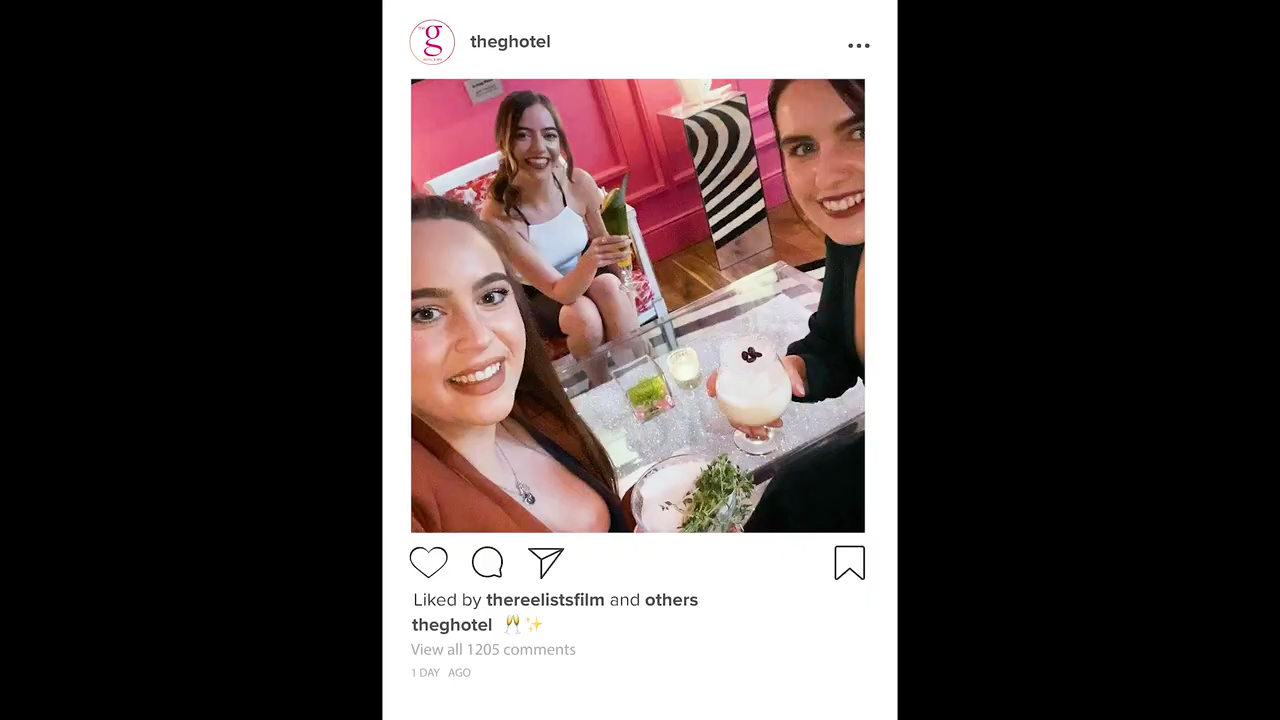 g
theghotel
Liked by thereelistsfilm and others
theghotel 🥂✨
View all 1205 comments
1 DAY AGO